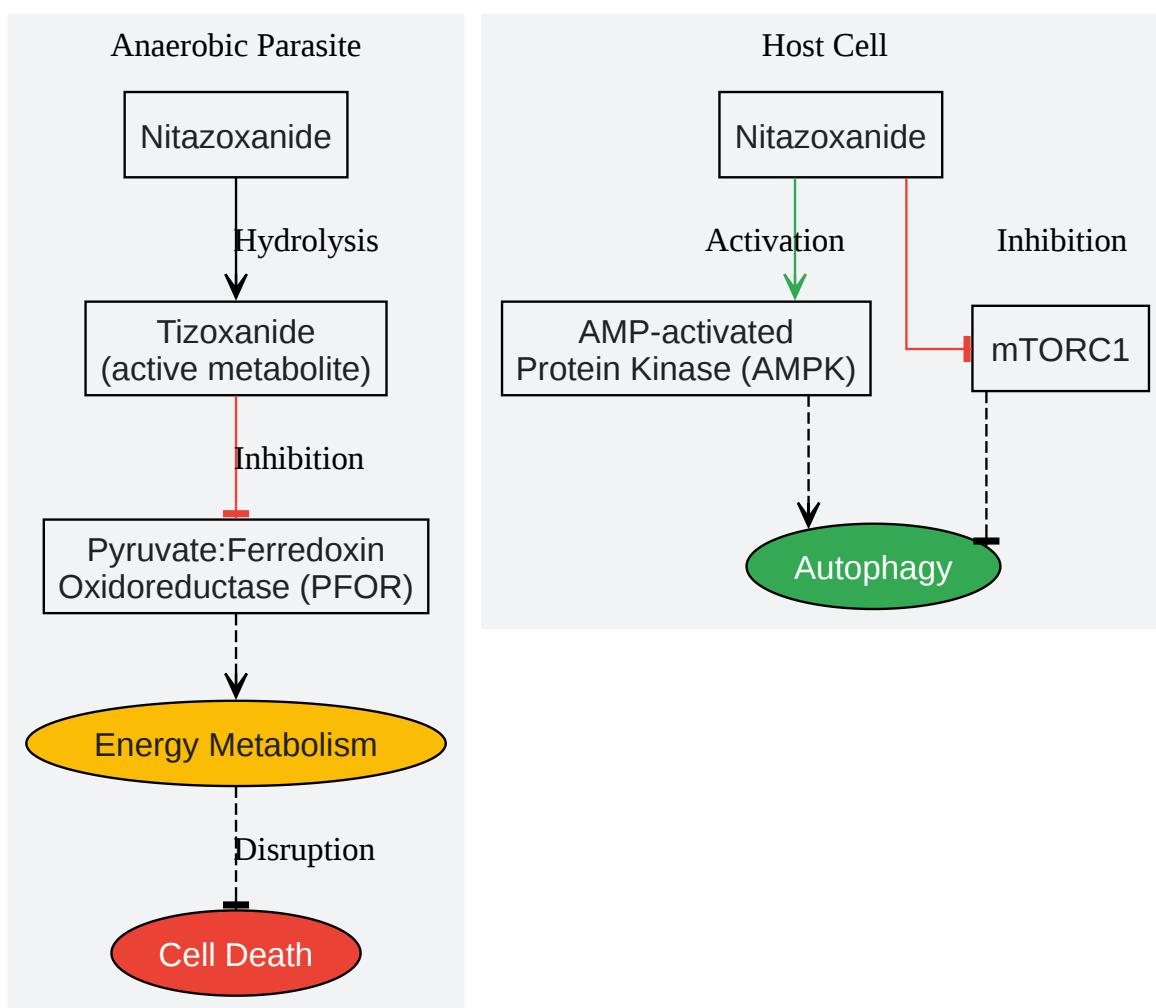 Anaerobic Parasite
Nitazoxanide
Hydrolysis
Tizoxanide
(active metabolite)
Inhibition
Pyruvate:Ferredoxin
Oxidoreductase (PFOR)
Energy Metabolism
Disruption
Cell Death
Host Cell
Nitazoxanide
Activation
Inhibition
AMP-activated
Protein Kinase (AMPK)
mTORC1
Autophagy